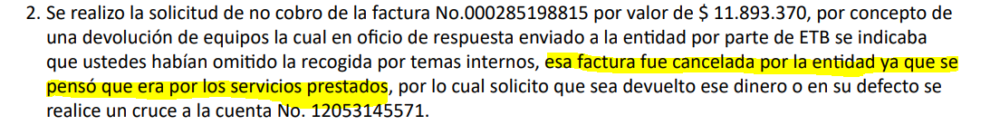 2. Se realizo la solicitud de no cobro de la factura No.000285198815 por valor de $ 11.893.370, por concepto de
una devolución de equipos la cual en oficio de respuesta enviado a la entidad por parte de ETB se indicaba
que ustedes habían omitido la recogida por temas internos, esa factura fue cancelada por la entidad ya que se
pensó que era por los servicios prestados, por lo cual solicito que sea devuelto ese dinero o en su defecto se
realice un cruce a la cuenta No. 12053145571.